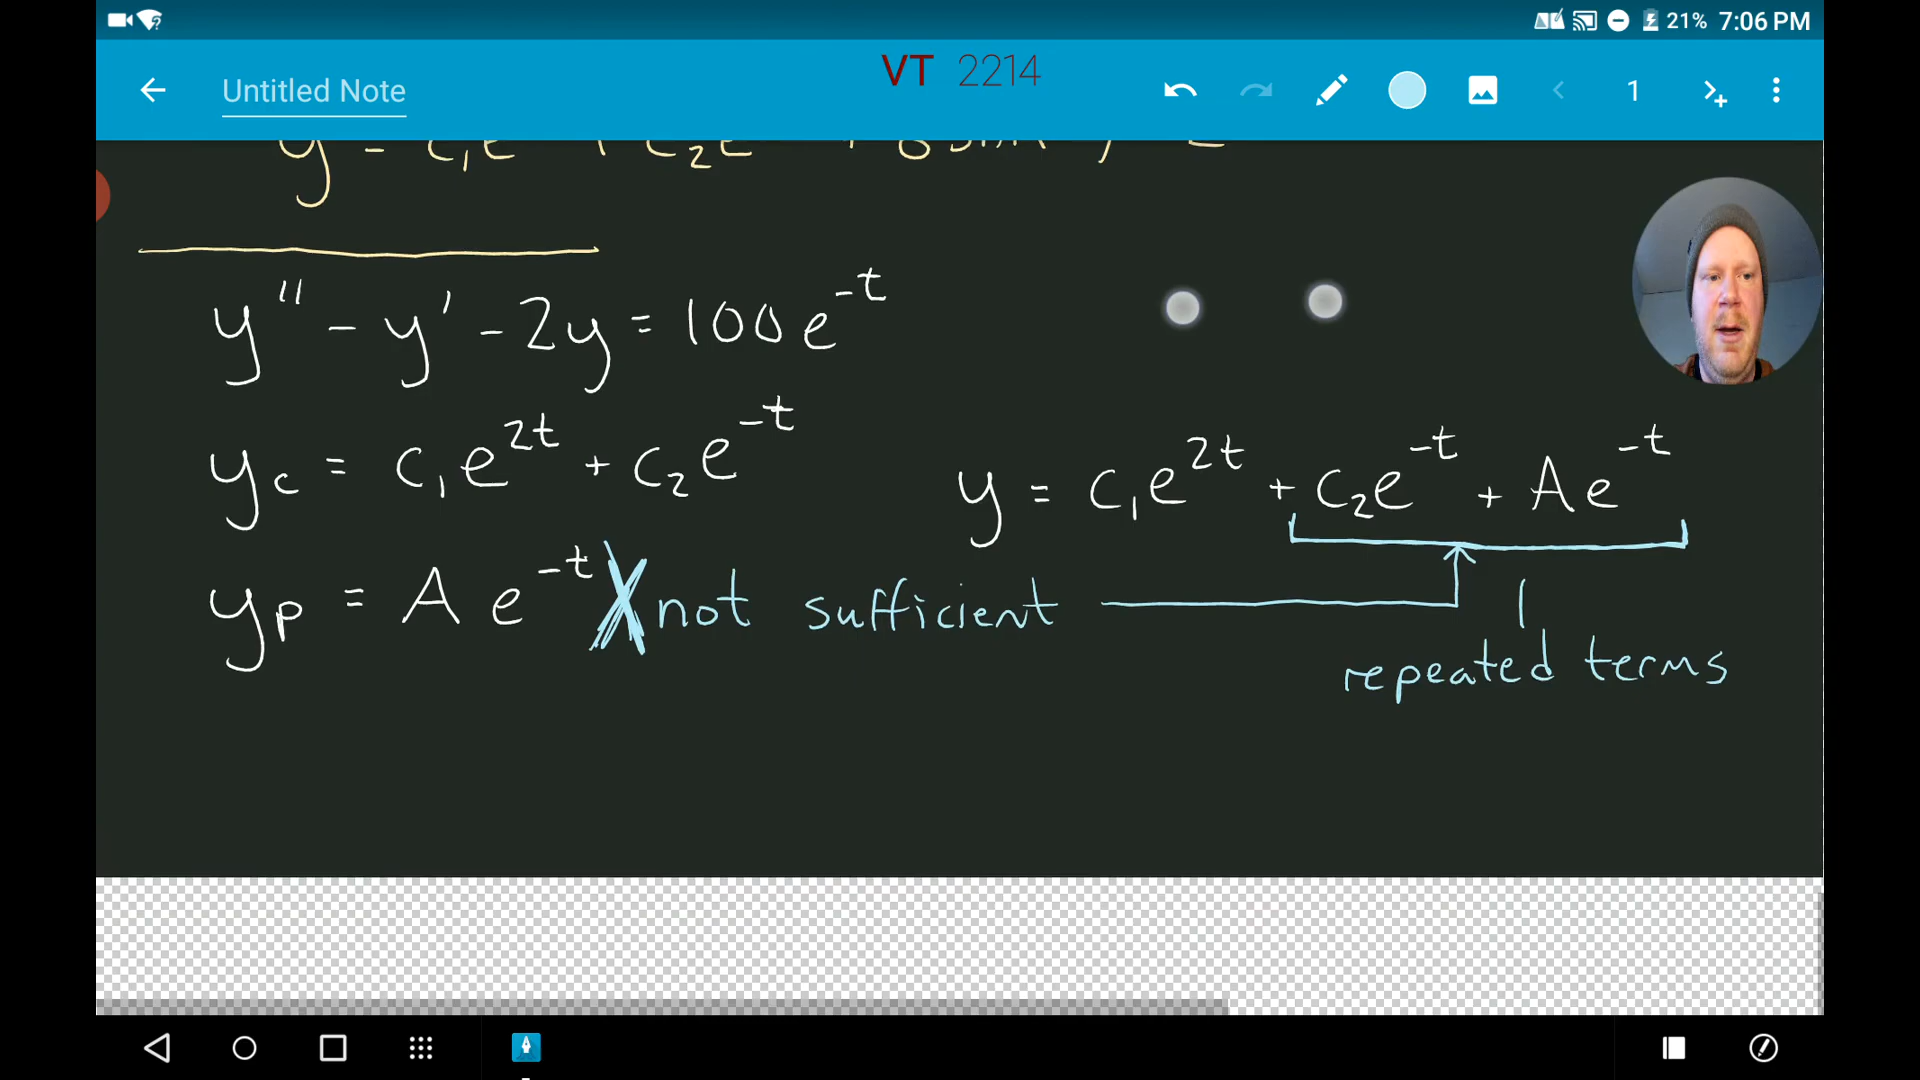 21% 7:06 PM
Untitled Note
VT 2214
1
y'' - y' - 2y = 100e^{-t}
y_c = c_1e^{2t} + c_2e^{-t}
y = c_1e^{2t} + c_2e^{-t} + Ae^{-t}
y_p = Ae^{-t} X not sufficient
repeated terms